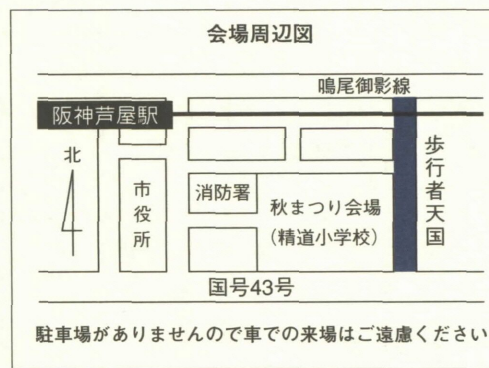 会場周辺図
鳴尾御影線
阪神芦屋駅
北
市役所
消防署
秋まつり会場
(精道小学校)
歩行者天国
国号43号
駐車場がありませんので車での来場はご遠慮ください